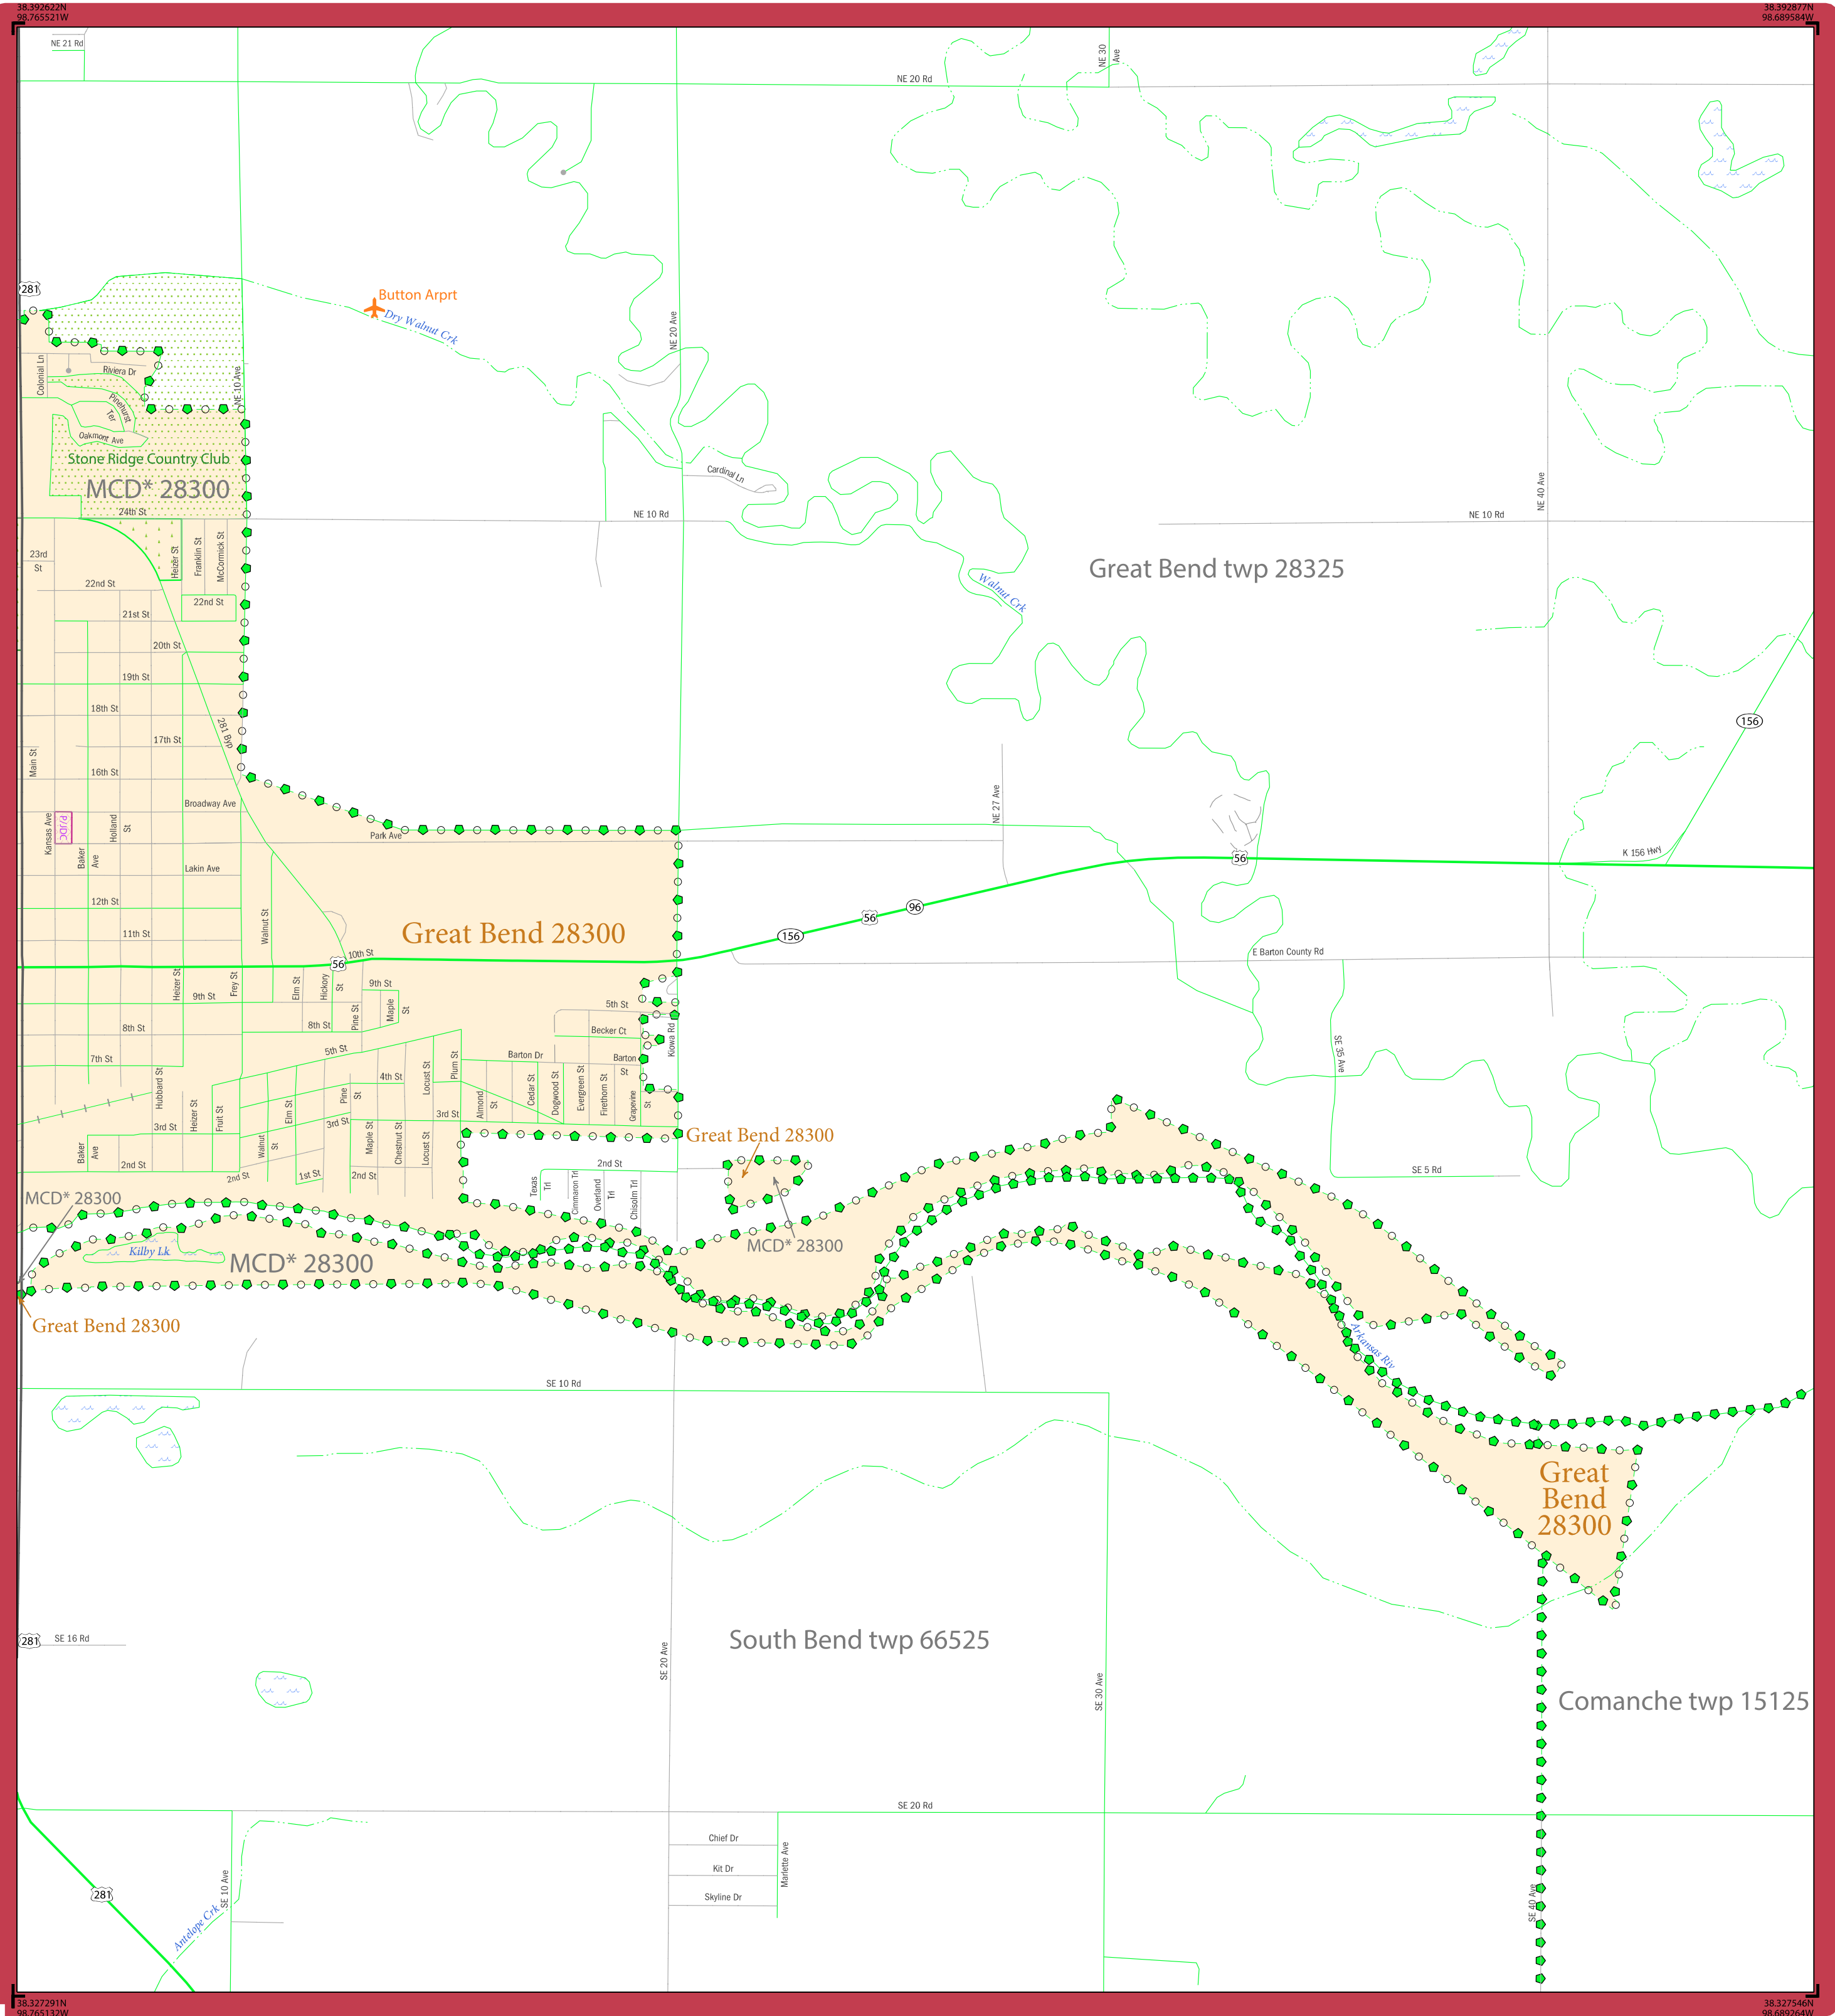 38.392622N
98.765521W
38.392877N
98.689584W
NE 21 Rd
NE 20 Rd
NE 30
Ave
281
Button Arprt
Dry Walnut Crk
NE 20 Ave
Colonial Ln
Riviera Dr
Pinehurst
Ter
Oakmont Ave
NE 10 Ave
Stone Ridge Country Club
MCD* 28300
24th St
Cardinal Ln
NE 10 Rd
NE 10 Rd
NE 40 Ave
23rd
St
Heizer St
Franklin St
McCormick St
22nd St
22nd St
21st St
20th St
19th St
18th St
17th St
281 Byp
Main St
16th St
Great Bend twp 28325
Walnut Crk
156
Broadway Ave
Kansas Ave
P/JDC
Holland
St
Baker
Ave
Park Ave
Lakin Ave
NE 27 Ave
56
K 156 Hwy
12th St
11th St
Walnut St
Great Bend 28300
96
56
156
10th St
56
E Barton County Rd
Heizer St
Frey St
9th St
Elm St
Hickory
St
9th St
Pine St
Maple
St
8th St
8th St
5th St
Becker Ct
Kiowa Rd
7th St
5th St
Plum St
Barton Dr
Barton
St
SE 35 Ave
Hubbard St
Heizer St
Fruit St
Elm St
Pine
St
4th St
Locust St
Almond
St
Cedar St
Dogwood St
Evergreen St
Firethorn St
Grapevine
St
3rd St
3rd St
3rd St
Baker
Ave
2nd St
Walnut
St
2nd St
1st St
2nd St
Maple St
Chestnut St
Locust St
2nd St
Texas
Trl
Cimmaron Trl
Overland
Trl
Chisolm Trl
Great Bend 28300
MCD* 28300
SE 5 Rd
MCD* 28300
Kilby Lk
MCD* 28300
Great Bend 28300
Arkansas Riv
SE 10 Rd
Great
Bend
28300
281
SE 16 Rd
South Bend twp 66525
SE 20 Ave
SE 30 Ave
Comanche twp 15125
SE 20 Rd
Chief Dr
Kit Dr
Skyline Dr
Marlette Ave
281
SE 10 Ave
Antelope Crk
SE 40 Ave
38.327291N
98.765132W
38.327546N
98.689264W